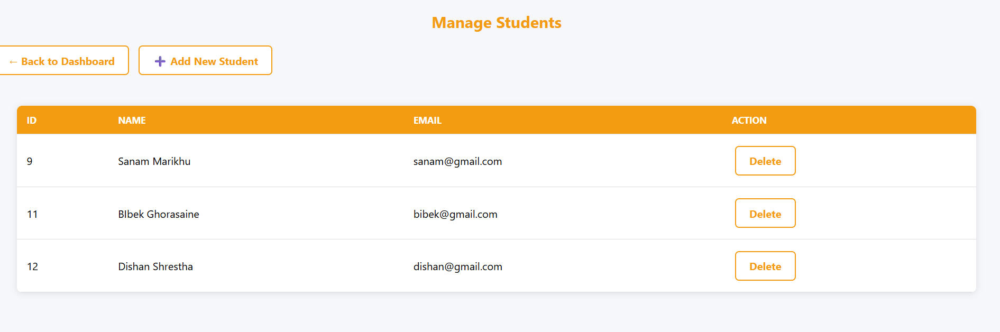 Manage Students
← Back to Dashboard ➕ Add New Student
ID NAME EMAIL ACTION
9 Sanam Marikhu sanam@gmail.com Delete
11 BIbek Ghorasaine bibek@gmail.com Delete
12 Dishan Shrestha dishan@gmail.com Delete